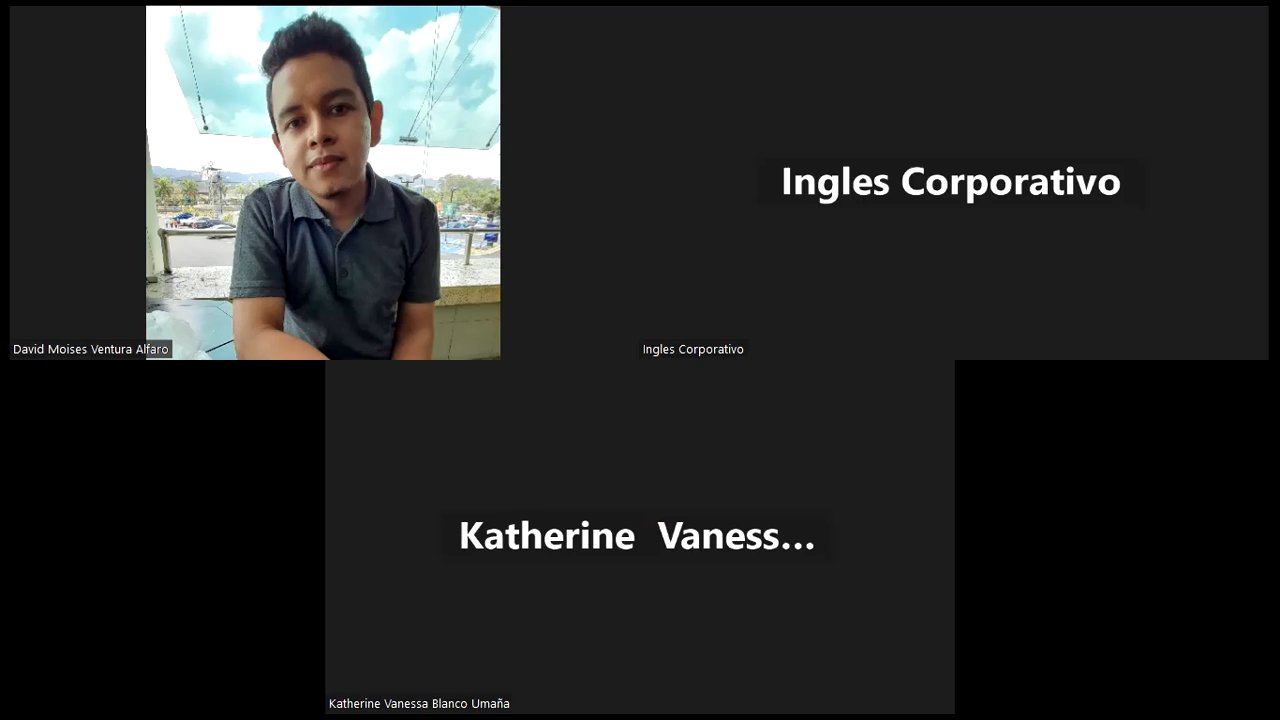 Ingles Corporativo
David Moises Ventura Alfaro
Ingles Corporativo
Katherine Vaness...
Katherine Vanessa Blanco Umaña